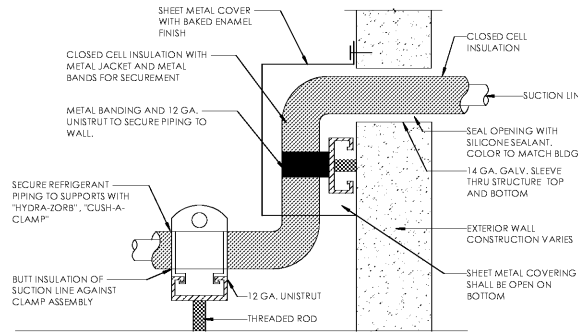 SHEET METAL COVER
WITH BAKED ENAMEL
FINISH
CLOSED CELL INSULATION WITH
METAL JACKET AND METAL
BANDS FOR SECUREMENT
METAL BANDING AND 12 GA.
UNISTRUT TO SECURE PIPING TO
WALL.
SECURE REFRIGERANT
PIPING TO SUPPORTS WITH
"HYDRA-ZORB", "CUSH-A-
CLAMP"
BUTT INSULATION OF
SUCTION LINE AGAINST
CLAMP ASSEMBLY
12 GA. UNISTRUT
THREADED ROD
CLOSED CELL
INSULATION
SUCTION LIN
SEAL OPENING WITH
SILICONE SEALANT.
COLOR TO MATCH BLDG
14 GA. GALV. SLEEVE
THRU STRUCTURE TOP
AND BOTTOM
EXTERIOR WALL
CONSTRUCTION VARIES
SHEET METAL COVERING
SHALL BE OPEN ON
BOTTOM